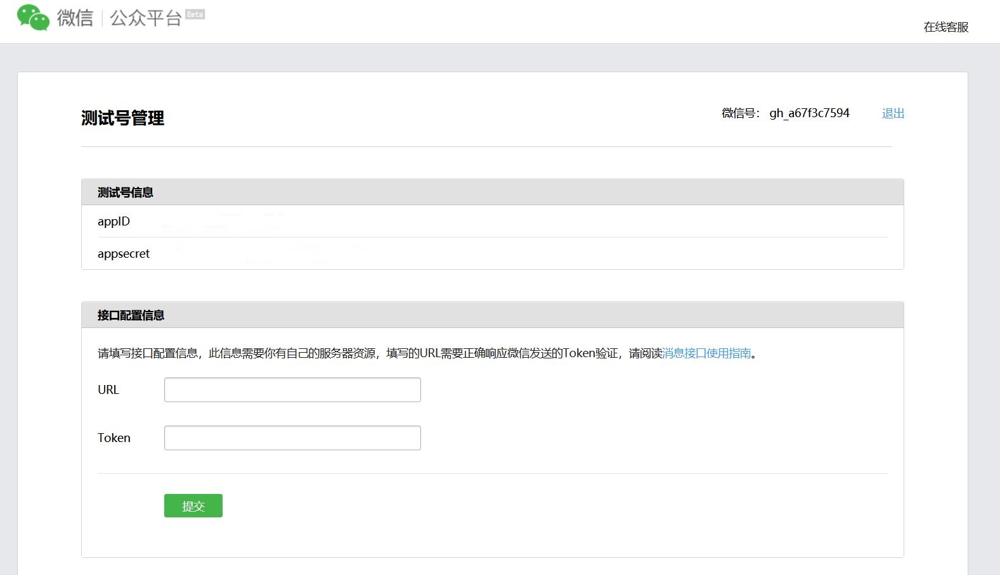 微信 | 公众平台 Beta
在线客服
测试号管理
微信号： gh_a67f3c7594 退出
测试号信息
appID
appsecret
接口配置信息
请填写接口配置信息，此信息需要你有自己的服务器资源，填写的URL需要正确响应微信发送的Token验证，请阅读消息接口使用指南。
URL
Token
提交